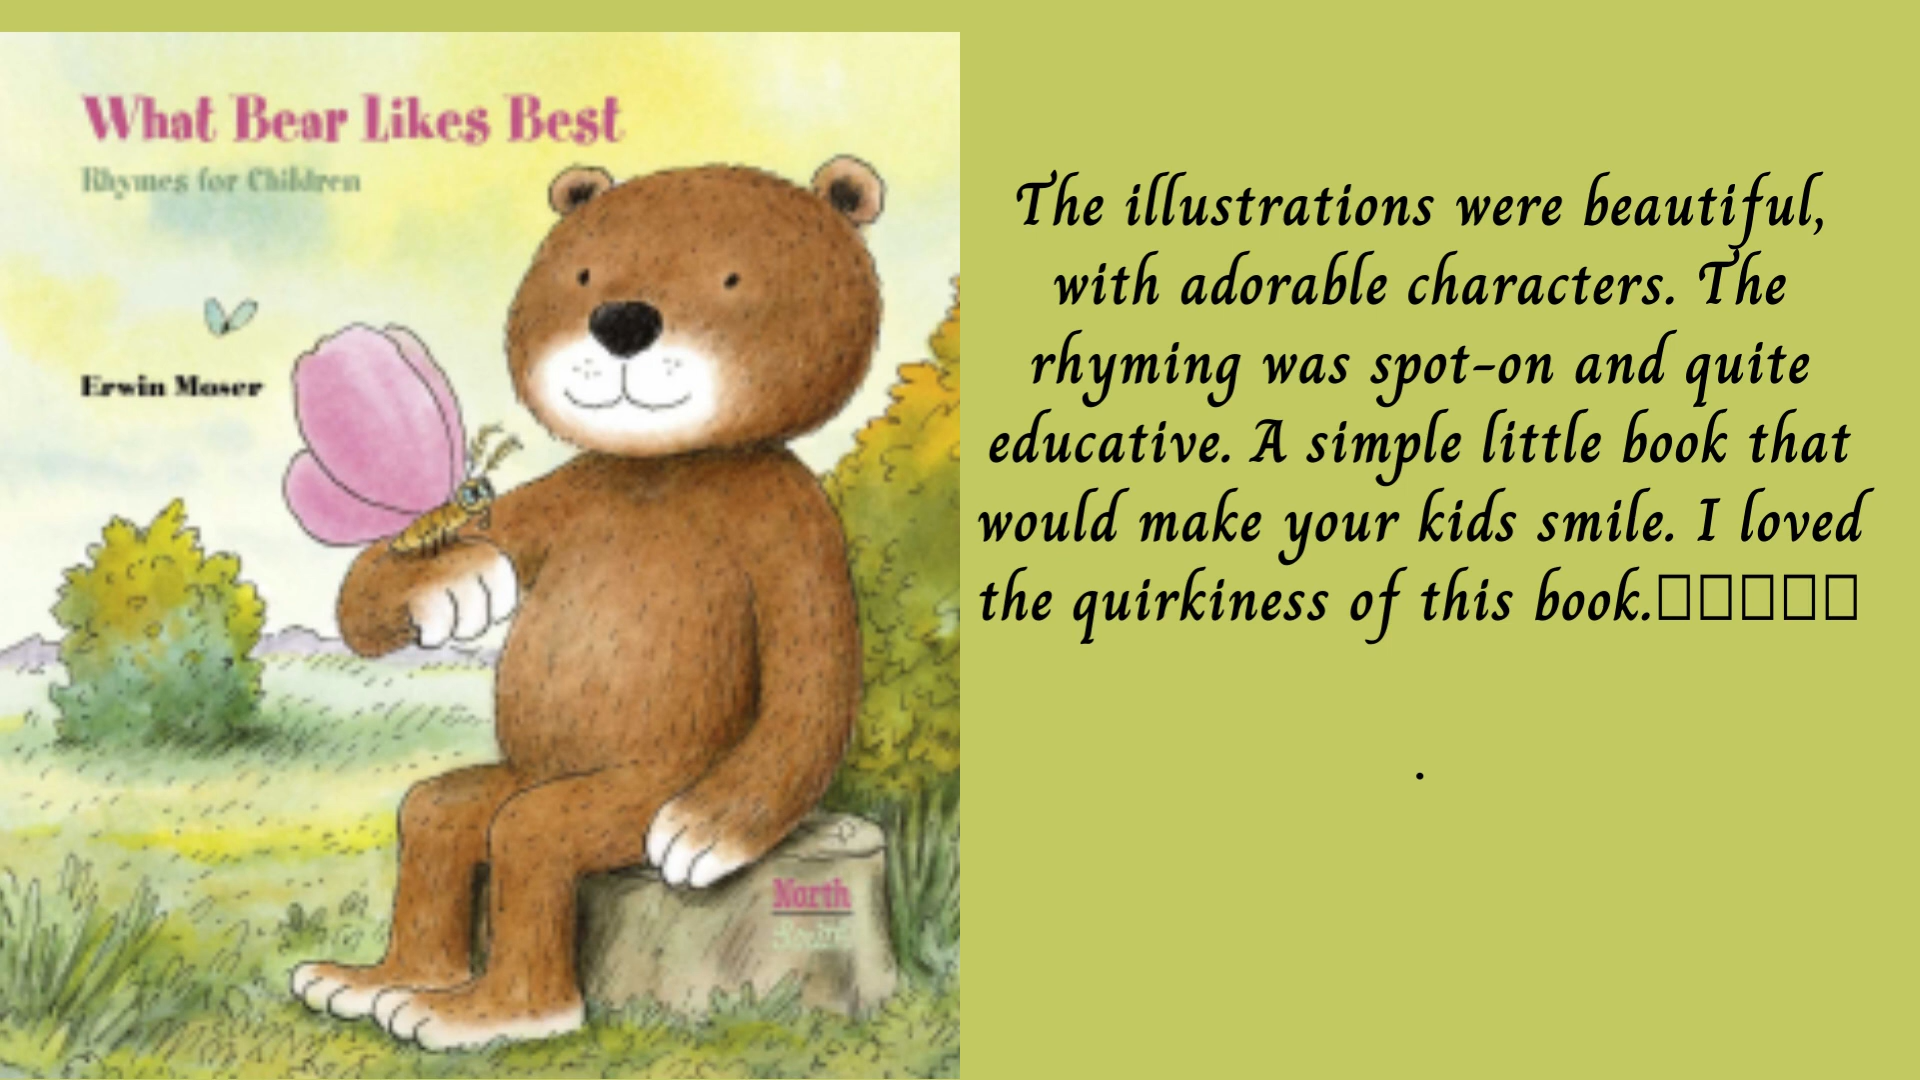 What Bear Likes Best
Rhymes for Children
Erwin Moser
North
South
The illustrations were beautiful,
with adorable characters. The
rhyming was spot-on and quite
educative. A simple little book that
would make your kids smile. I loved
the quirkiness of this book.□□□□□
.